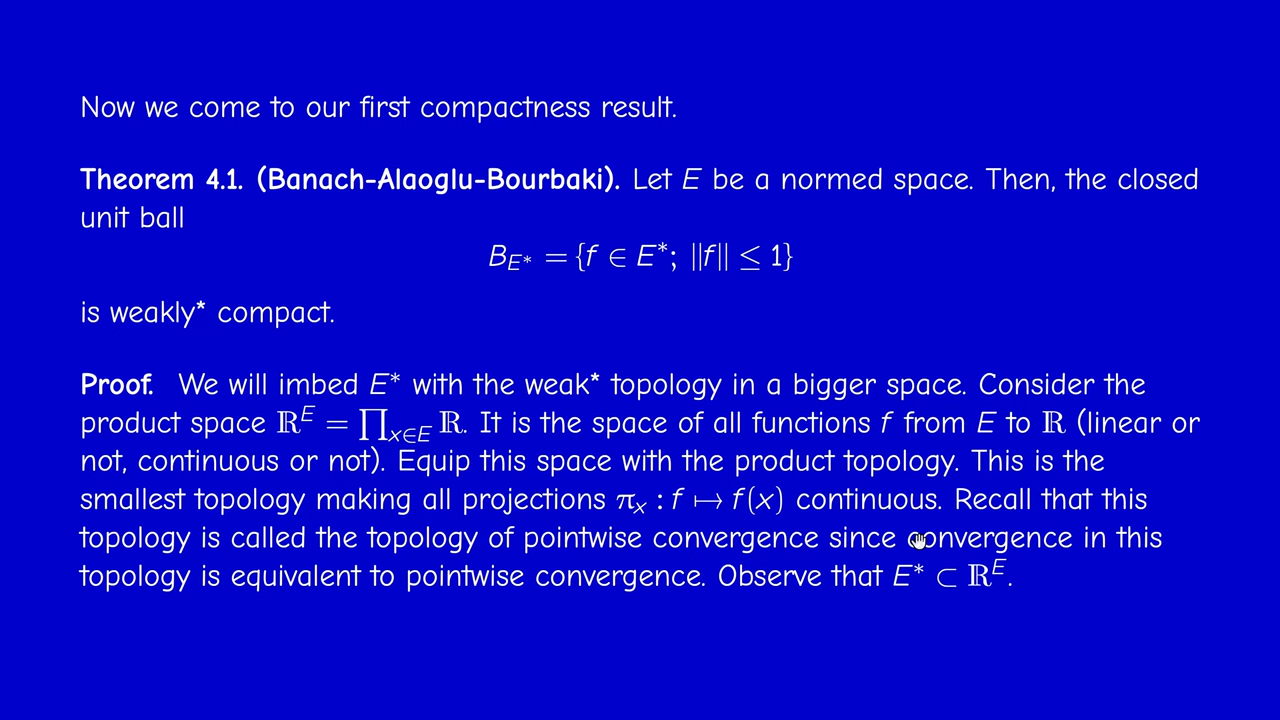 Now we come to our first compactness result.
Theorem 4.1. (Banach-Alaoglu-Bourbaki). Let E be a normed space. Then, the closed
unit ball
B_{E*} = {f ∈ E*; ‖f‖ ≤ 1}
is weakly* compact.
Proof. We will imbed E* with the weak* topology in a bigger space. Consider the
product space ℝ^E = ∏_{x∈E} ℝ. It is the space of all functions f from E to ℝ (linear or
not, continuous or not). Equip this space with the product topology. This is the
smallest topology making all projections π_x : f ↦ f(x) continuous. Recall that this
topology is called the topology of pointwise convergence since convergence in this
topology is equivalent to pointwise convergence. Observe that E* ⊂ ℝ^E.